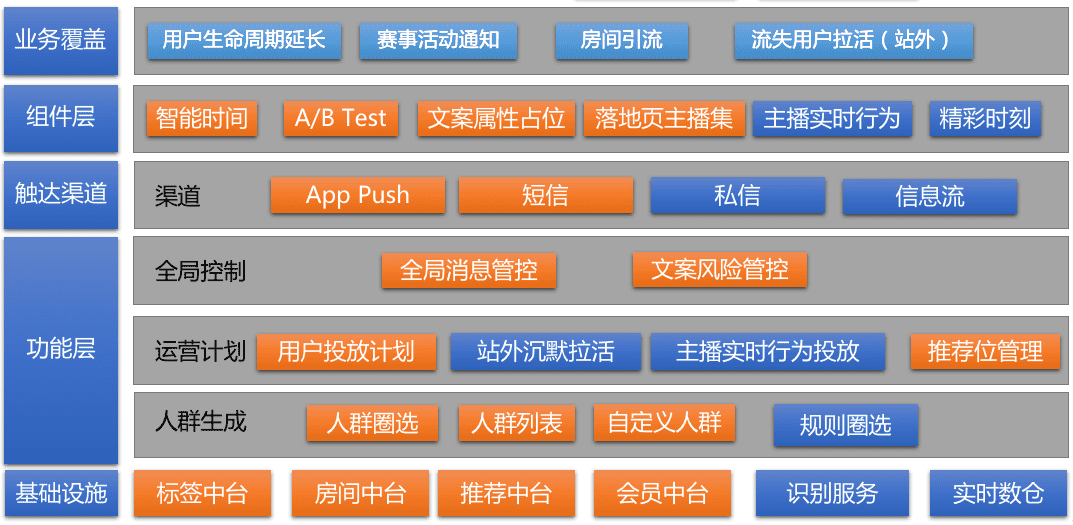 业务覆盖 用户生命周期延长 赛事活动通知 房间引流 流失用户拉活（站外）
组件层 智能时间 A/B Test 文案属性占位 落地页主播集 主播实时行为 精彩时刻
触达渠道 渠道 App Push 短信 私信 信息流
全局控制 全局消息管控 文案风险管控
功能层 运营计划 用户投放计划 站外沉默拉活 主播实时行为投放 推荐位管理
人群生成 人群圈选 人群列表 自定义人群 规则圈选
基础设施 标签中台 房间中台 推荐中台 会员中台 识别服务 实时数仓